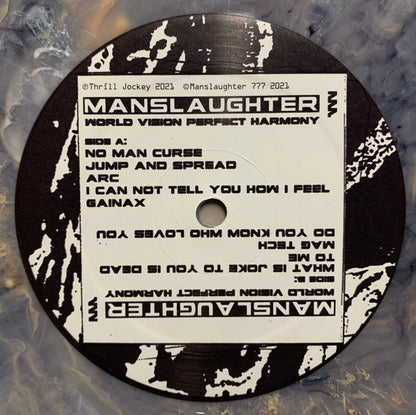 ℗Thrill Jockey 2021 ©Manslaughter 777 2021
MANSLAUGHTER 777
WORLD VISION PERFECT HARMONY
SIDE A:
NO MAN CURSE
JUMP AND SPREAD
ARC
I CAN NOT TELL YOU HOW I FEEL
GAINAX
MANSLAUGHTER 777
WORLD VISION PERFECT HARMONY
SIDE B:
WHAT IS JOKE TO YOU IS DEAD
TO ME
MAG TECH
DO YOU KNOW WHO LOVES YOU